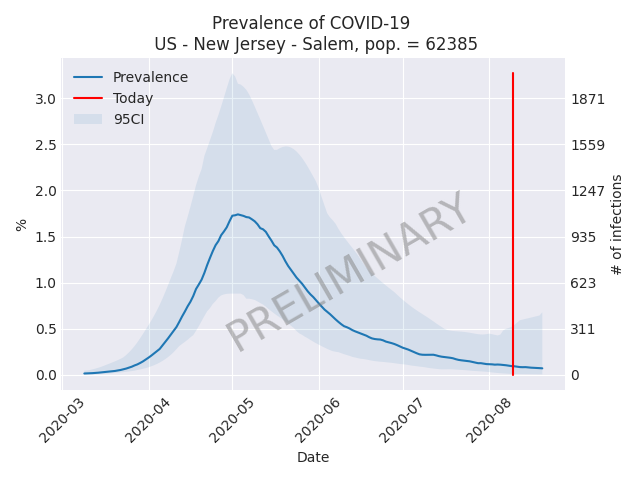 Prevalence of COVID-19
US - New Jersey - Salem, pop. = 62385
Prevalence
Today
95CI
3.0
2.5
2.0
1.5
1.0
0.5
0.0
%
1871
1559
1247
935
623
311
0
# of infections
PRELIMINARY
2020-03
2020-04
2020-05
2020-06
2020-07
2020-08
Date